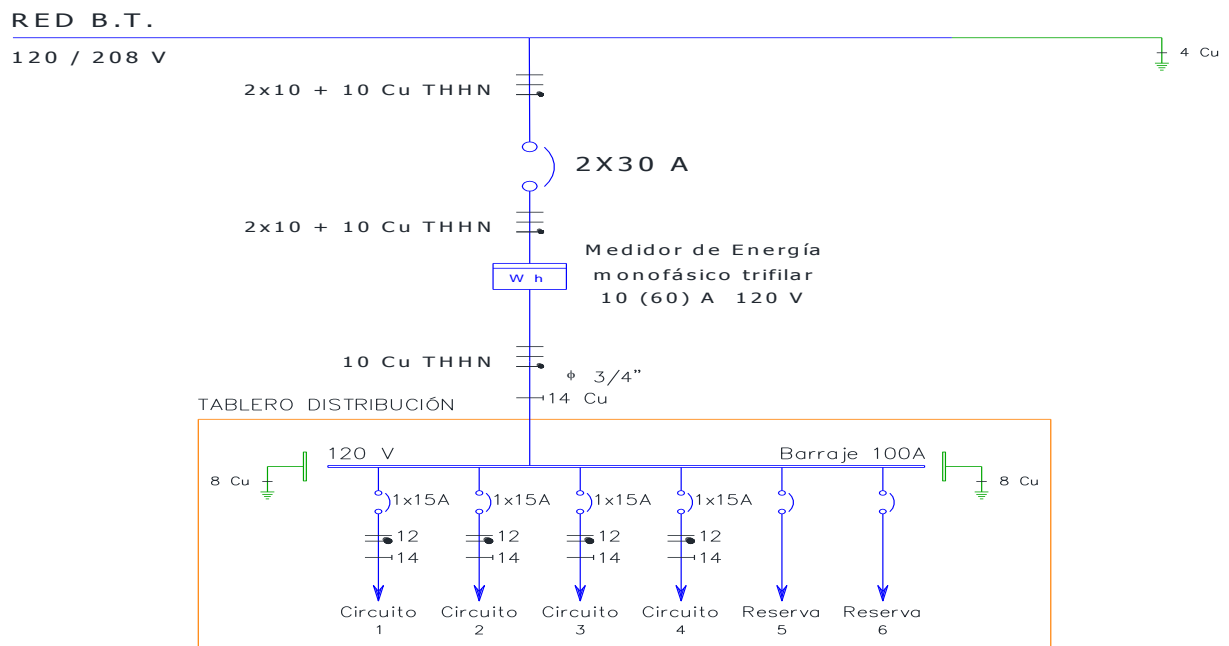 RED B.T.
120 / 208 V
4 Cu
2x10 + 10 Cu THHN
2X30 A
2x10 + 10 Cu THHN
Medidor de Energía
monofásico trifilar
10 (60) A 120 V
W h
10 Cu THHN
ϕ 3/4”
14 Cu
TABLERO DISTRIBUCIÓN
120 V
Barraje 100A
8 Cu
8 Cu
1x15A 1x15A 1x15A 1x15A
12 12 12 12
14 14 14 14
Circuito Circuito Circuito Circuito Reserva Reserva
1 2 3 4 5 6